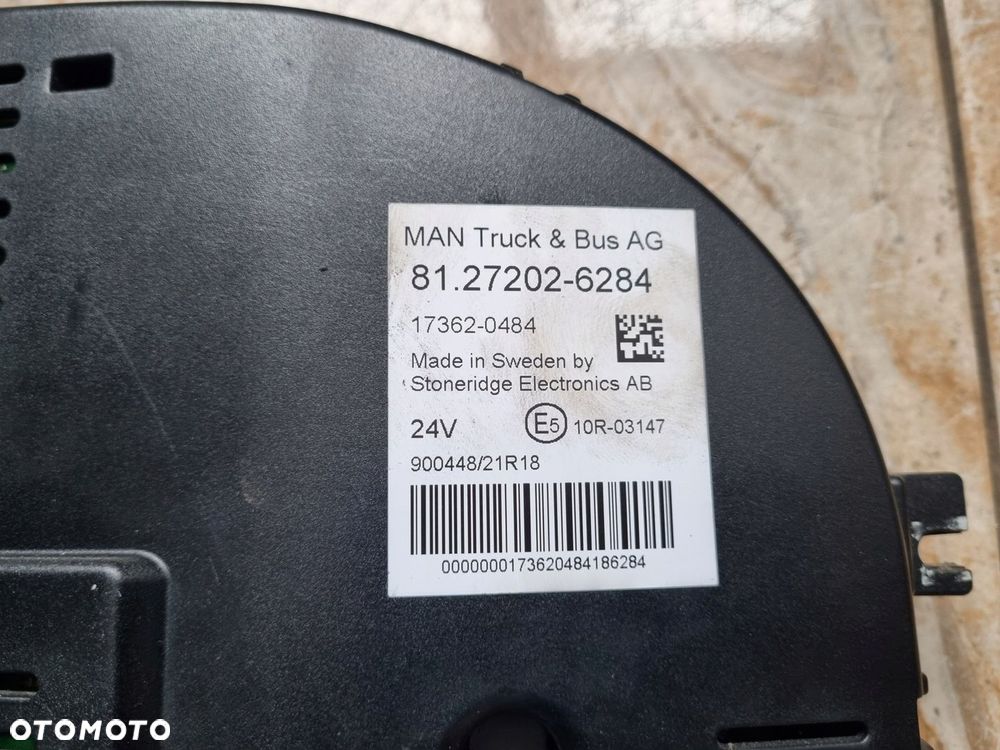 MAN Truck & Bus AG
81.27202-6284
17362-0484
Made in Sweden by
Stoneridge Electronics AB
24V E5 10R-03147
900448/21R18
0000000173620484186284
OTOMOTO